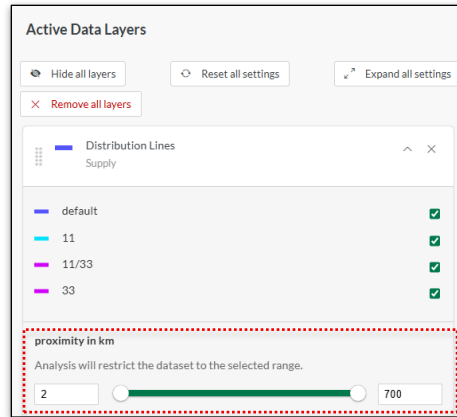 Active Data Layers
Hide all layers
Reset all settings
Expand all settings
Remove all layers
Distribution Lines
Supply
default
11
11/33
33
proximity in km
Analysis will restrict the dataset to the selected range.
2
700